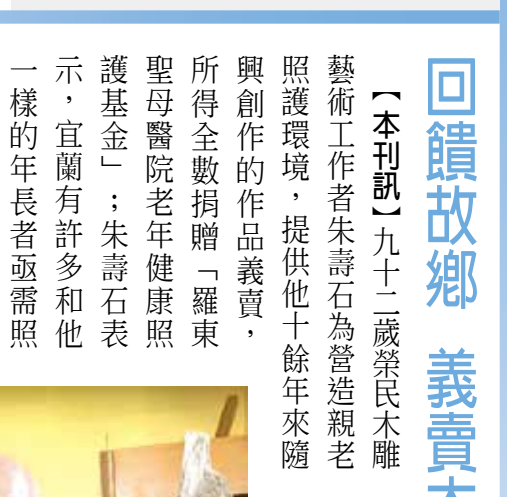 回饋故鄉 義賣
【本刊訊】九十二歲榮民木雕
藝術工作者朱壽石為營造親老
照護環境，提供他十餘年來隨
興創作的作品義賣，
所得全數捐贈「羅東
聖母醫院老年健康照
護基金」；朱壽石表
示，宜蘭有許多和他
一樣的年長者亟需照